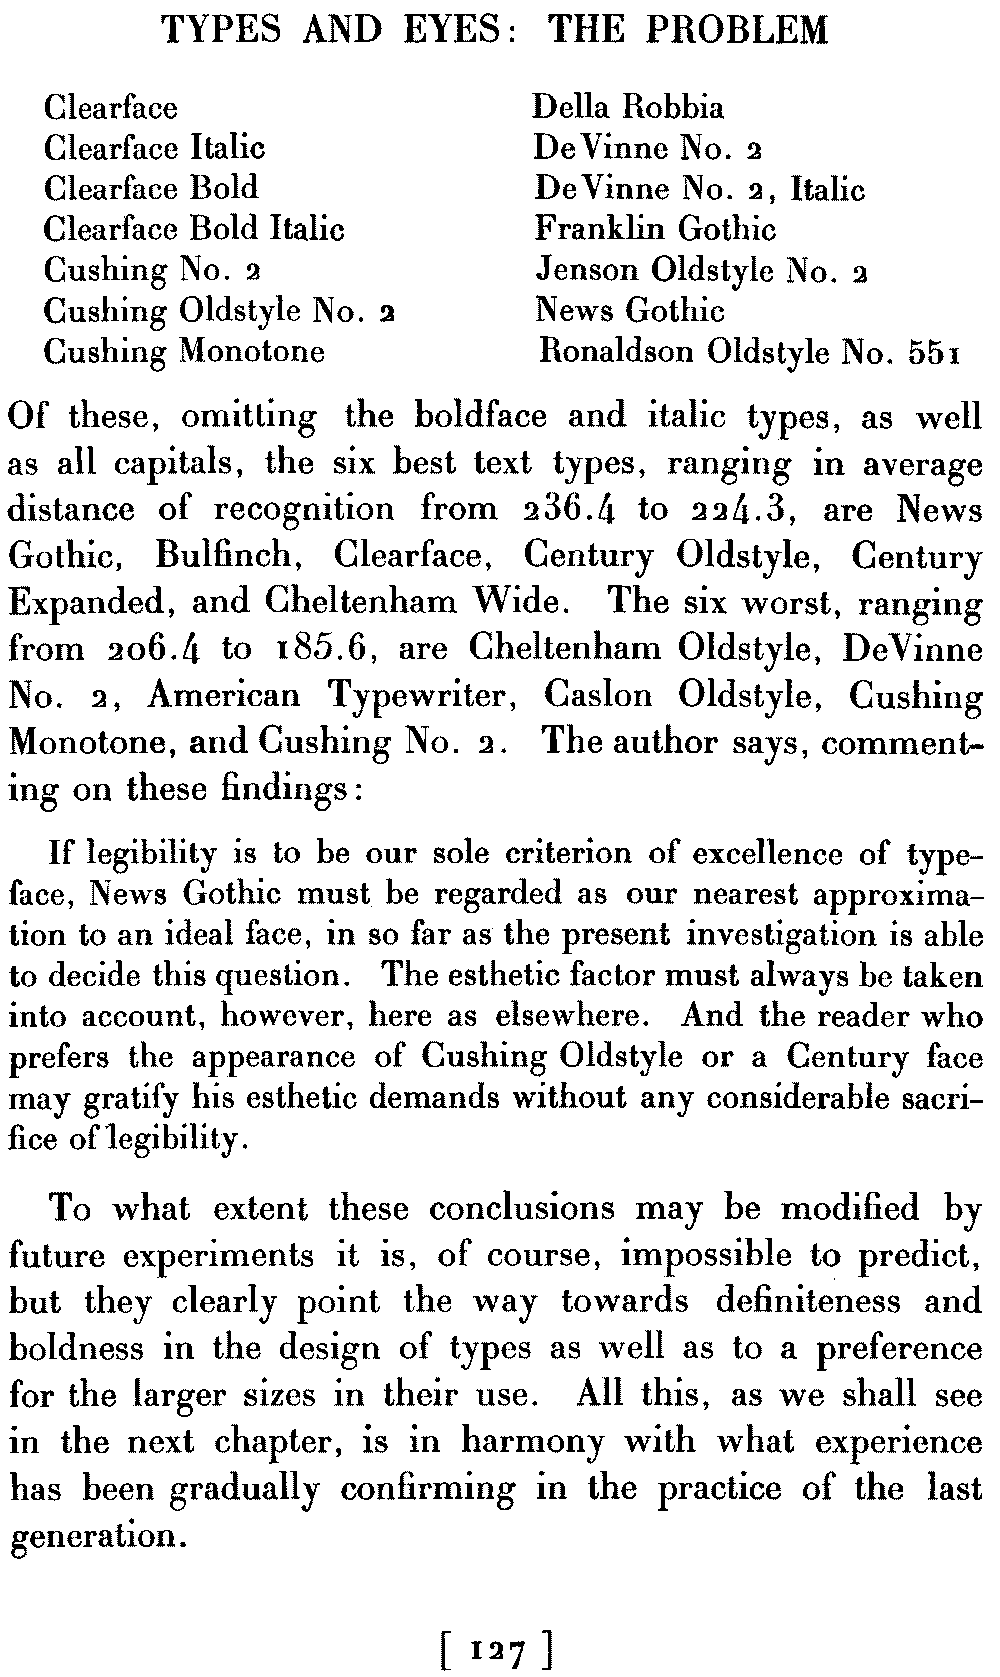 TYPES AND EYES: THE PROBLEM
Clearface
Clearface Italic
Clearface Bold
Clearface Bold Italic
Cushing No. 2
Cushing Oldstyle No. 2
Cushing Monotone
Della Robbia
DeVinne No. 2
DeVinne No. 2, Italic
Franklin Gothic
Jenson Oldstyle No. 2
News Gothic
Ronaldson Oldstyle No. 551
Of these, omitting the boldface and italic types, as well
as all capitals, the six best text types, ranging in average
distance of recognition from 236.4 to 224.3, are News
Gothic, Bulfinch, Clearface, Century Oldstyle, Century
Expanded, and Cheltenham Wide. The six worst, ranging
from 206.4 to 185.6, are Cheltenham Oldstyle, DeVinne
No. 2, American Typewriter, Caslon Oldstyle, Cushing
Monotone, and Cushing No. 2. The author says, comment-
ing on these findings:
If legibility is to be our sole criterion of excellence of type-
face, News Gothic must be regarded as our nearest approxima-
tion to an ideal face, in so far as the present investigation is able
to decide this question. The esthetic factor must always be taken
into account, however, here as elsewhere. And the reader who
prefers the appearance of Cushing Oldstyle or a Century face
may gratify his esthetic demands without any considerable sacri-
fice of legibility.
To what extent these conclusions may be modified by
future experiments it is, of course, impossible to predict,
but they clearly point the way towards definiteness and
boldness in the design of types as well as to a preference
for the larger sizes in their use. All this, as we shall see
in the next chapter, is in harmony with what experience
has been gradually confirming in the practice of the last
generation.
[ 127 ]